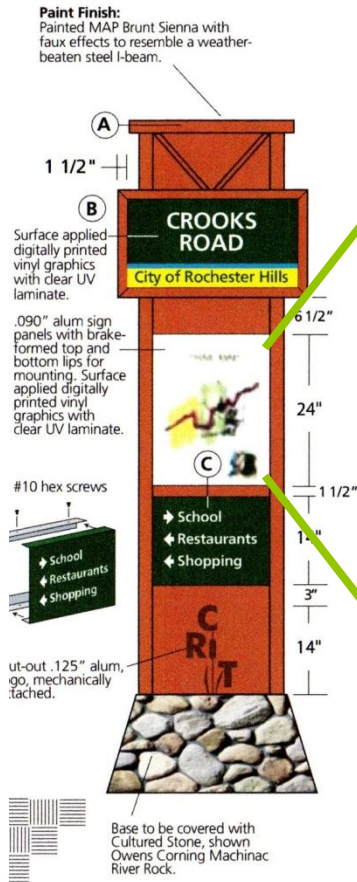 Paint Finish:
Painted MAP Brunt Sienna with
faux effects to resemble a weather-
beaten steel I-beam.
A
1 1/2"
B
CROOKS
ROAD
City of Rochester Hills
Surface applied
digitally printed
vinyl graphics
with clear UV
laminate.
6 1/2"
.090" alum sign
panels with brake-
formed top and
bottom lips for
mounting. Surface
applied digitally
printed vinyl
graphics with
clear UV laminate.
24"
C
1 1/2"
#10 hex screws
School
Restaurants
Shopping
14"
School
Restaurants
Shopping
3"
CRIT
14"
ut-out .125" alum,
ogo, mechanically
ttached.
Base to be covered with
Cultured Stone, shown
Owens Corning Machinac
River Rock.